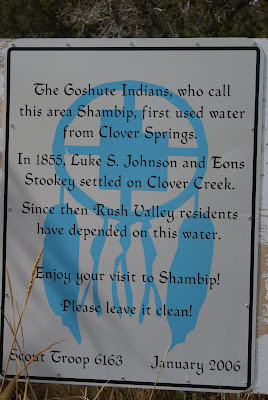 The Goshute Indians, who call
this area Shambip, first used water
from Clover Springs.
In 1855, Luke S. Johnson and Eons
Stookey settled on Clover Creek.
Since then Rush Valley residents
have depended on this water.
Enjoy your visit to Shambip!
Please leave it clean!
Scout Troop 6163 January 2006